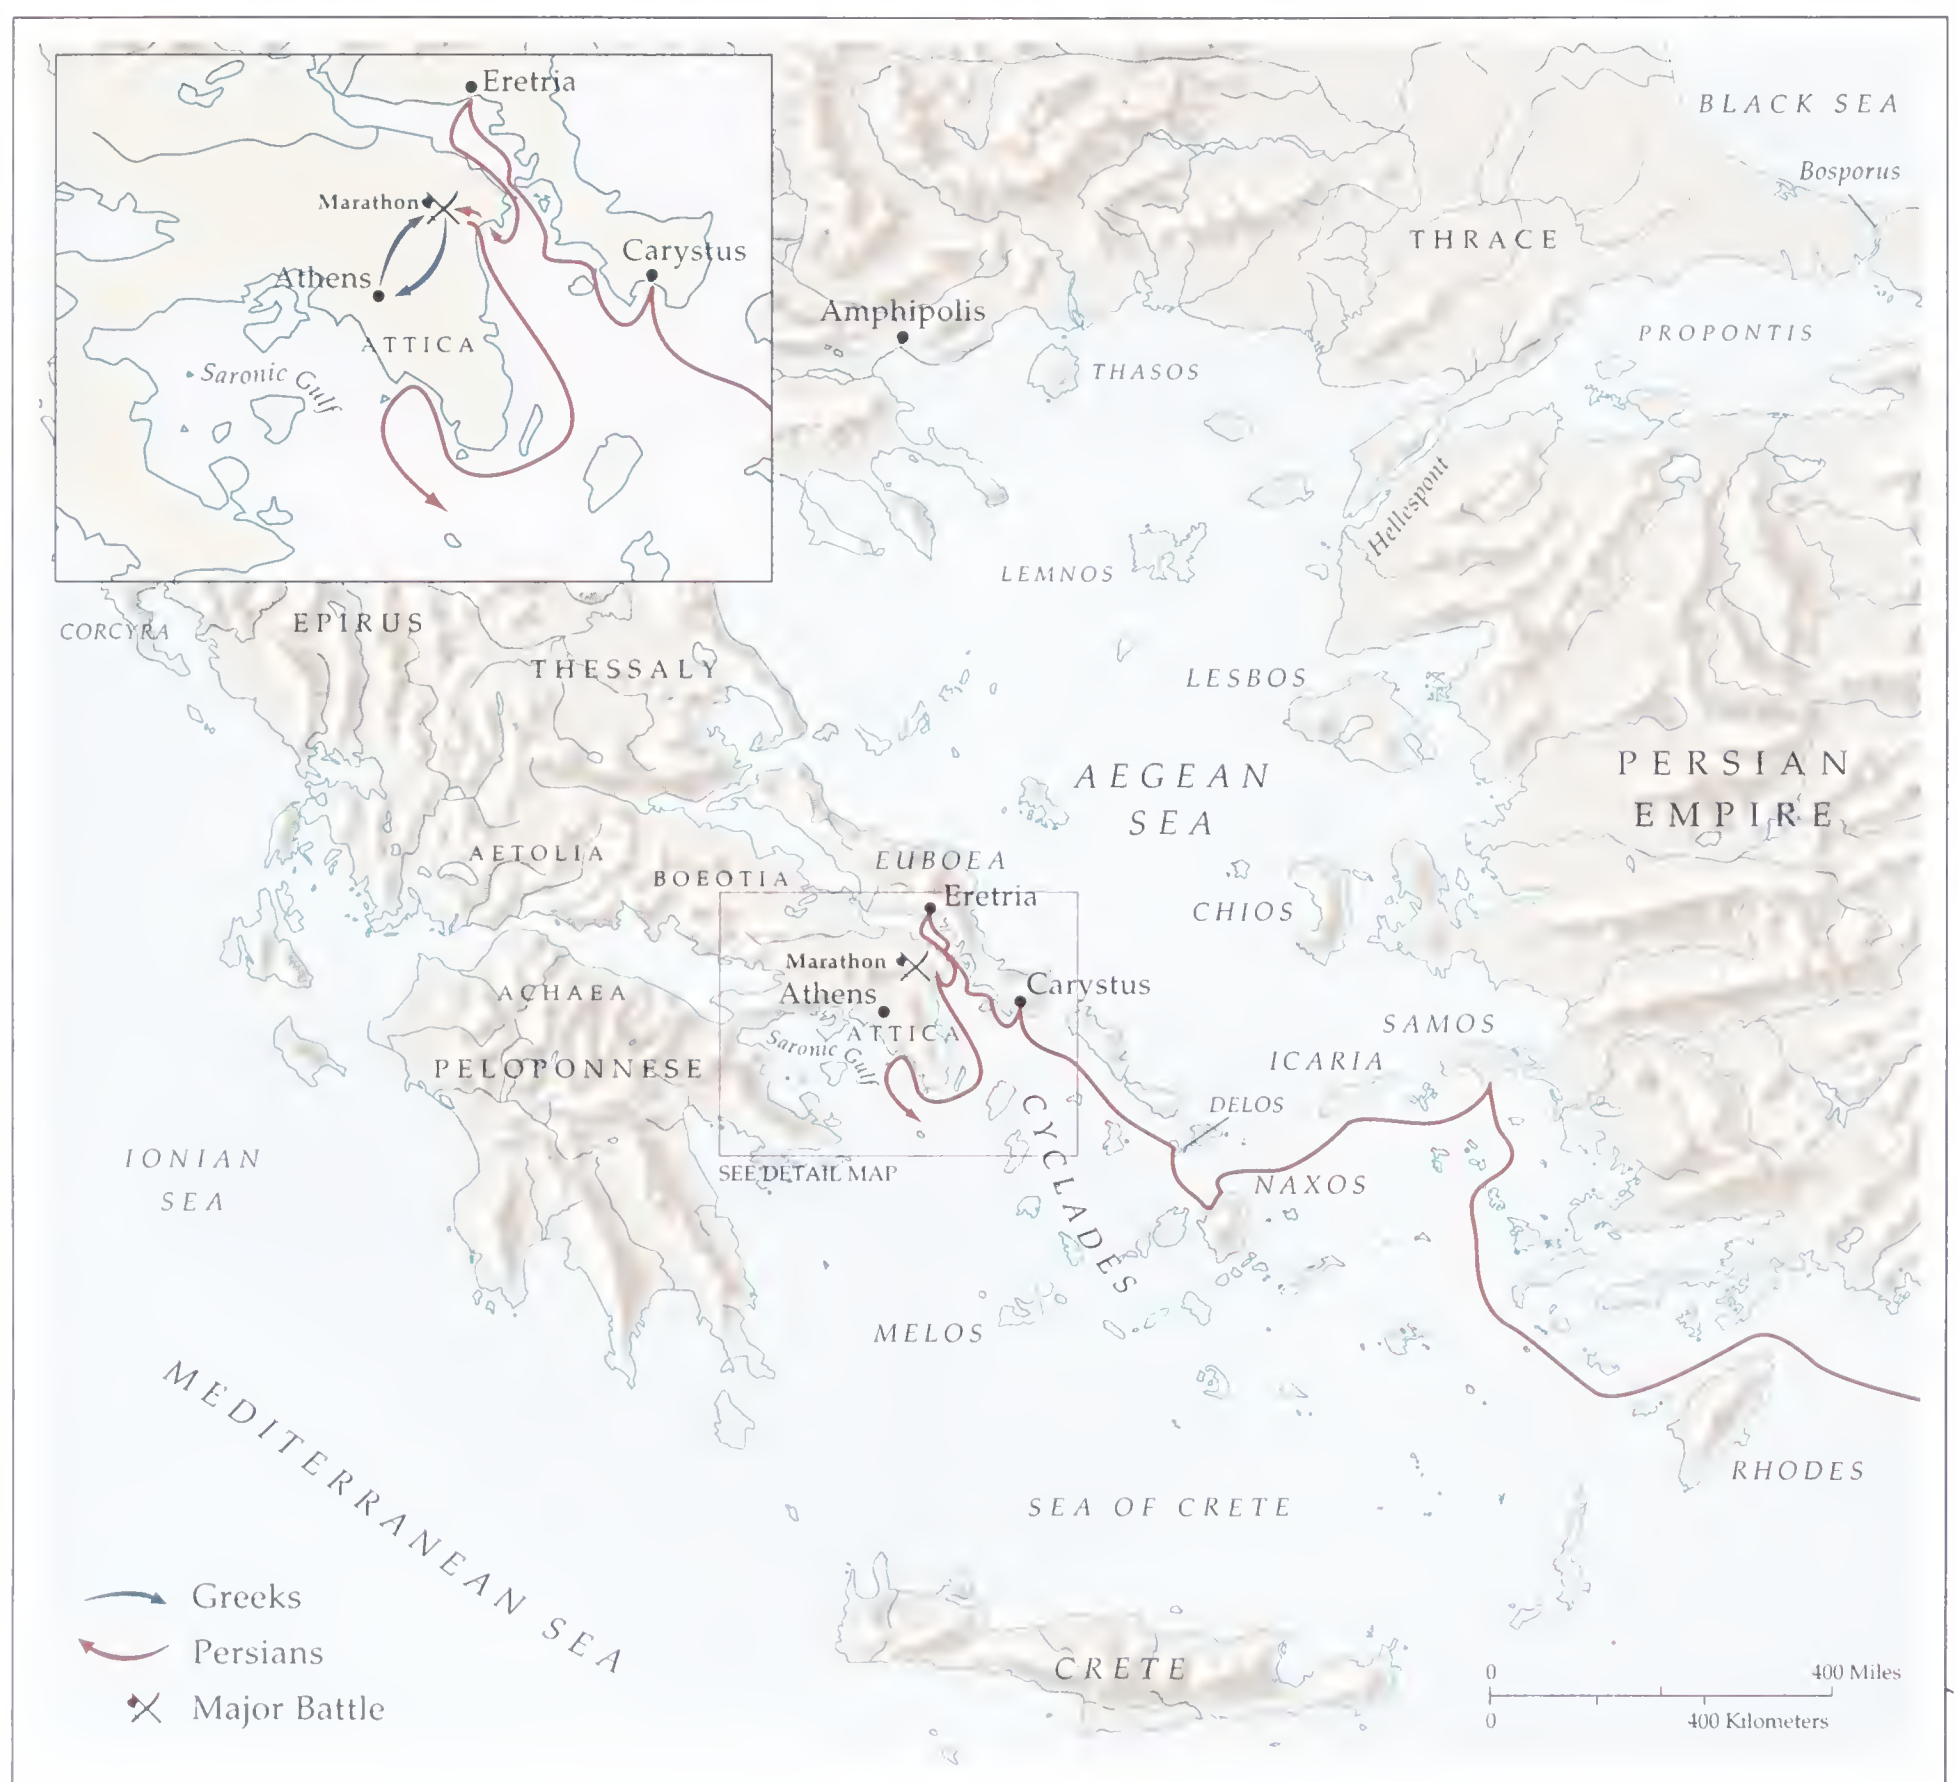 Eretria
Marathon
Carystus
Athens
ATTICA
Saronic Gulf
BLACK SEA
Bosporus
THRACE
Amphipolis
PROPONTIS
THASOS
Hellespont
LEMNOS
CORCYRA
EPIRUS
THESSALY
LESBOS
AEGEAN
SEA
PERSIAN
EMPIRE
AETOLIA
BOEOTIA
EUBOEA
Eretria
CHIOS
Marathon
Athens
Carystus
ACHAEA
ATTICA
SAMOS
Saronic Gulf
ICARIA
PELOPONNESE
CYCLADES
DELOS
IONIAN
SEA
SEE DETAIL MAP
NAXOS
MELOS
MEDITERRANEAN SEA
RHODES
SEA OF CRETE
Greeks
Persians
Major Battle
CRETE
0 400 Miles
0 400 Kilometers